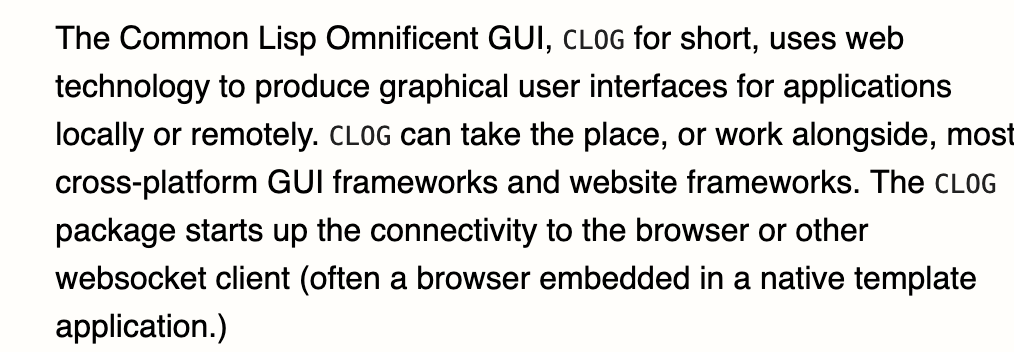 The Common Lisp Omnificent GUI, CLOG for short, uses web
technology to produce graphical user interfaces for applications
locally or remotely. CLOG can take the place, or work alongside, most
cross-platform GUI frameworks and website frameworks. The CLOG
package starts up the connectivity to the browser or other
websocket client (often a browser embedded in a native template
application.)